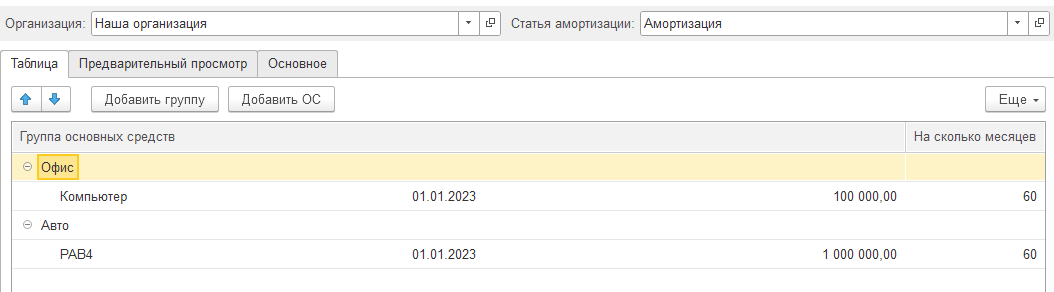 Организация: Наша организация Статья амортизации: Амортизация
Таблица Предварительный просмотр Основное
Добавить группу Добавить ОС Еще
Группа основных средств На сколько месяцев
Офис
Компьютер 01.01.2023 100 000,00 60
Авто
РАВ4 01.01.2023 1 000 000,00 60